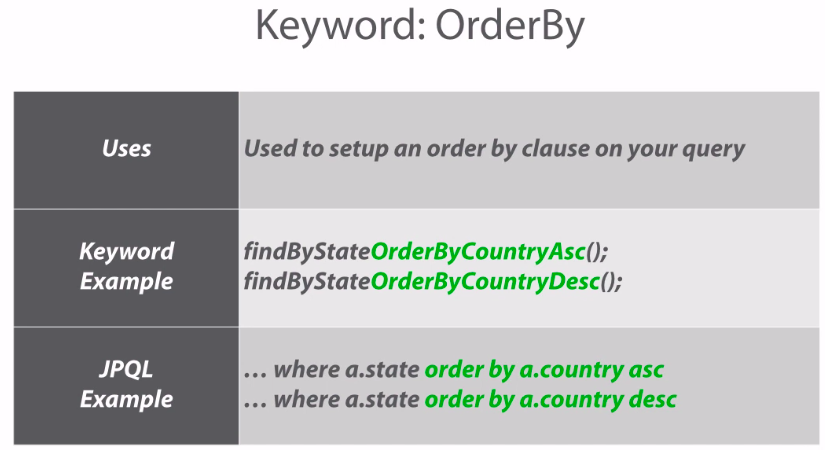 Keyword: OrderBy
Uses
Used to setup an order by clause on your query
Keyword
Example
findByStateOrderByCountryAsc();
findByStateOrderByCountryDesc();
JPQL
Example
… where a.state order by a.country asc
… where a.state order by a.country desc